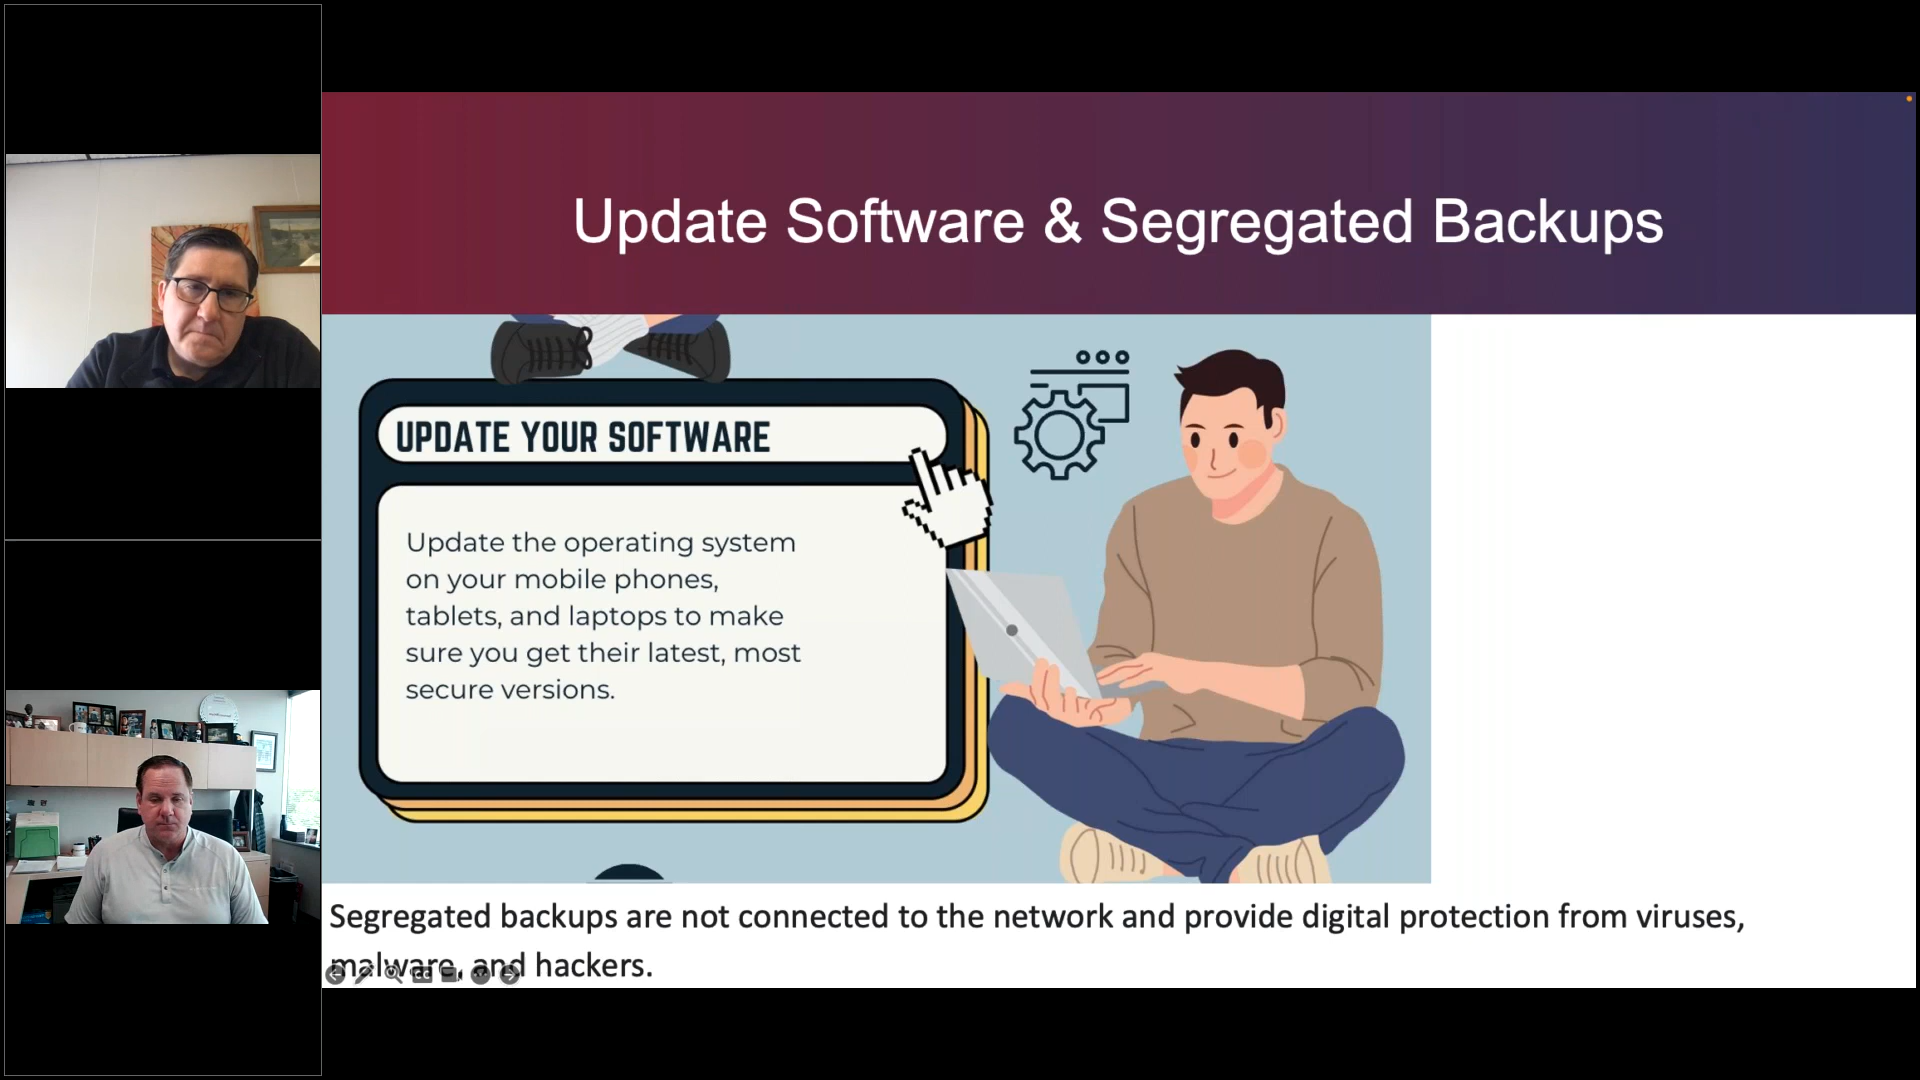 Update Software & Segregated Backups
UPDATE YOUR SOFTWARE
Update the operating system
on your mobile phones,
tablets, and laptops to make
sure you get their latest, most
secure versions.
Segregated backups are not connected to the network and provide digital protection from viruses,
malware, and hackers.